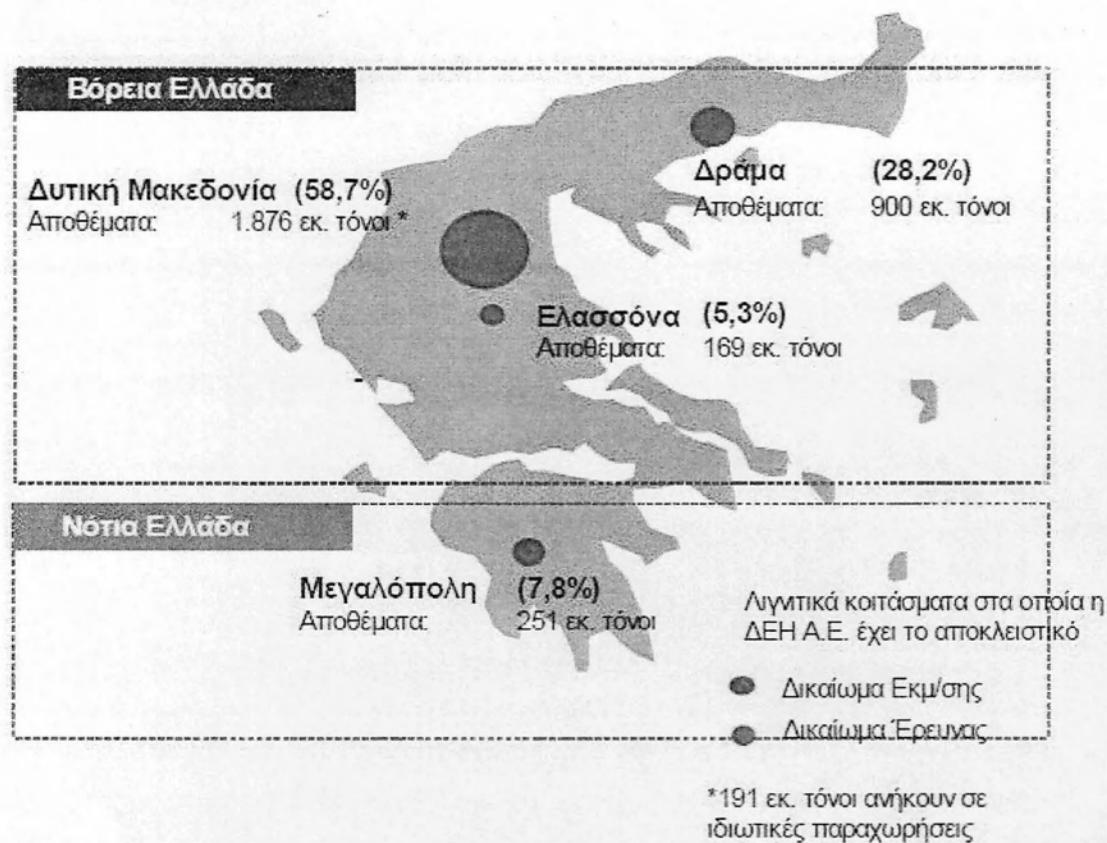 Βόρεια Ελλάδα
Δυτική Μακεδονία (58,7%)
Αποθέματα: 1.876 εκ. τόνοι *
Δράμα (28,2%)
Αποθέματα: 900 εκ. τόνοι
Ελασσόνα (5,3%)
Αποθέματα: 169 εκ. τόνοι
Νότια Ελλάδα
Μεγαλόπολη (7,8%)
Αποθέματα: 251 εκ. τόνοι
Λιγνιτικά κοιτάσματα στα οποία η
ΔΕΗ Α.Ε. έχει το αποκλειστικό
Δικαίωμα Εκμ/σης
Δικαίωμα Έρευνας
*191 εκ. τόνοι ανήκουν σε
ιδιωτικές παραχωρήσεις